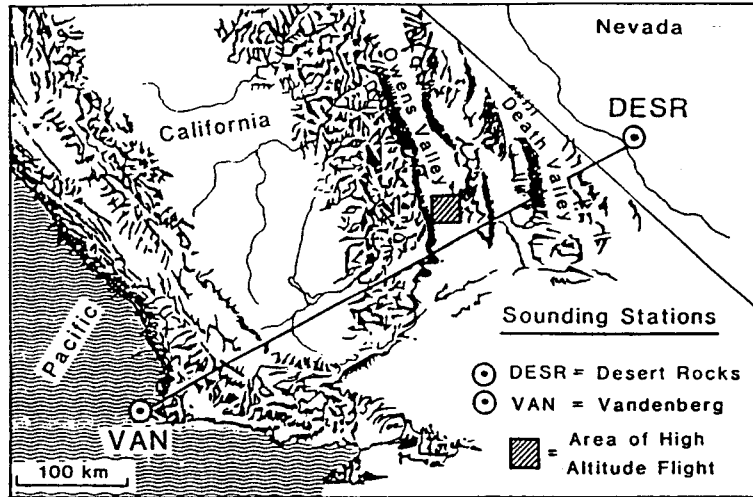 Nevada
DESR
California
Owens Valley
Death Valley
Pacific
VAN
100 km
Sounding Stations
DESR = Desert Rocks
VAN = Vandenberg
= Area of High
Altitude Flight